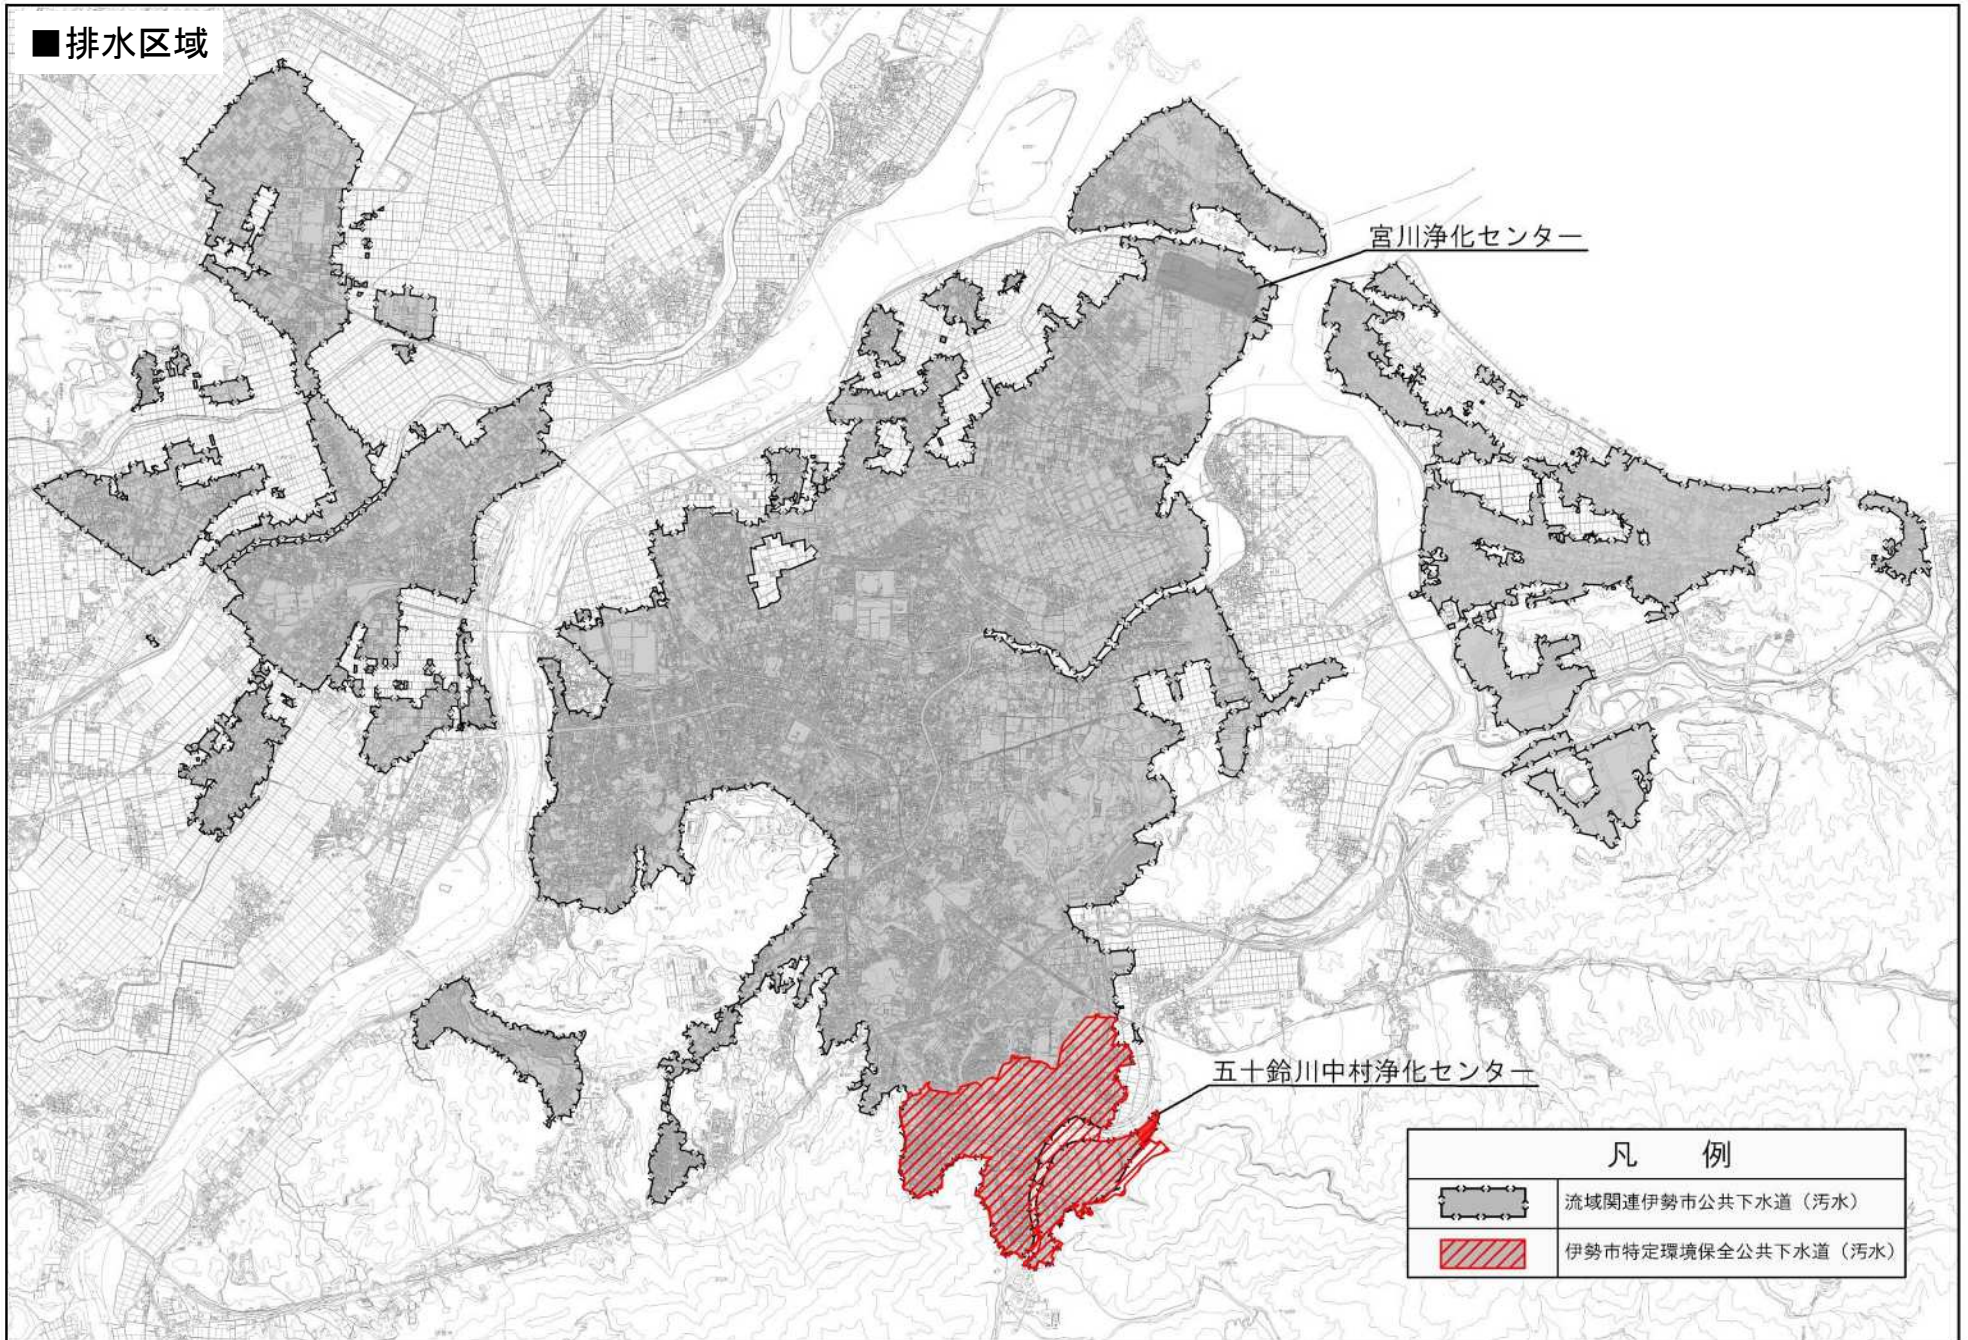 ■排水区域
宮川浄化センター
五十鈴川中村浄化センター
凡 例
流域関連伊勢市公共下水道（汚水）
伊勢市特定環境保全公共下水道（汚水）